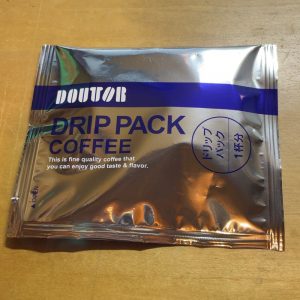 DOUTOR
DRIP PACK
COFFEE
This is fine quality coffee that
you can enjoy good taste & flavor.
ドリップ
パック
1杯分